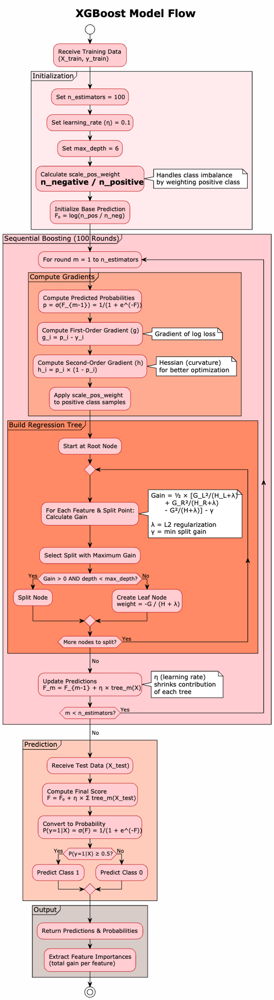 XGBoost Model Flow
Receive Training Data
(X_train, y_train)
Initialization
Set n_estimators = 100
Set learning_rate (η) = 0.1
Set max_depth = 6
Calculate scale_pos_weight
n_negative / n_positive
Handles class imbalance
by weighting positive class
Initialize Base Prediction
F₀ = log(n_pos / n_neg)
Sequential Boosting (100 Rounds)
For round m = 1 to n_estimators
Compute Gradients
Compute Predicted Probabilities
p = σ(F_{m-1}) = 1/(1 + e^(-F))
Compute First-Order Gradient (g)
g_i = p_i - y_i
Gradient of log loss
Compute Second-Order Gradient (h)
h_i = p_i × (1 - p_i)
Hessian (curvature)
for better optimization
Apply scale_pos_weight
to positive class samples
Build Regression Tree
Start at Root Node
For Each Feature & Split Point:
Calculate Gain
Gain = ½ × [G_L²/(H_L+λ)
+ G_R²/(H_R+λ)
- G²/(H+λ)] - γ
λ = L2 regularization
γ = min split gain
Select Split with Maximum Gain
Gain > 0 AND depth < max_depth?
Yes
No
Split Node
Create Leaf Node
weight = -G / (H + λ)
More nodes to split?
Yes
No
Update Predictions
F_m = F_{m-1} + η × tree_m(X)
η (learning rate)
shrinks contribution
of each tree
m < n_estimators?
Yes
No
Prediction
Receive Test Data (X_test)
Compute Final Score
F = F₀ + η × Σ tree_m(X_test)
Convert to Probability
P(y=1|X) = σ(F) = 1/(1 + e^(-F))
P(y=1|X) ≥ 0.5?
Yes
No
Predict Class 1
Predict Class 0
Output
Return Predictions & Probabilities
Extract Feature Importances
(total gain per feature)